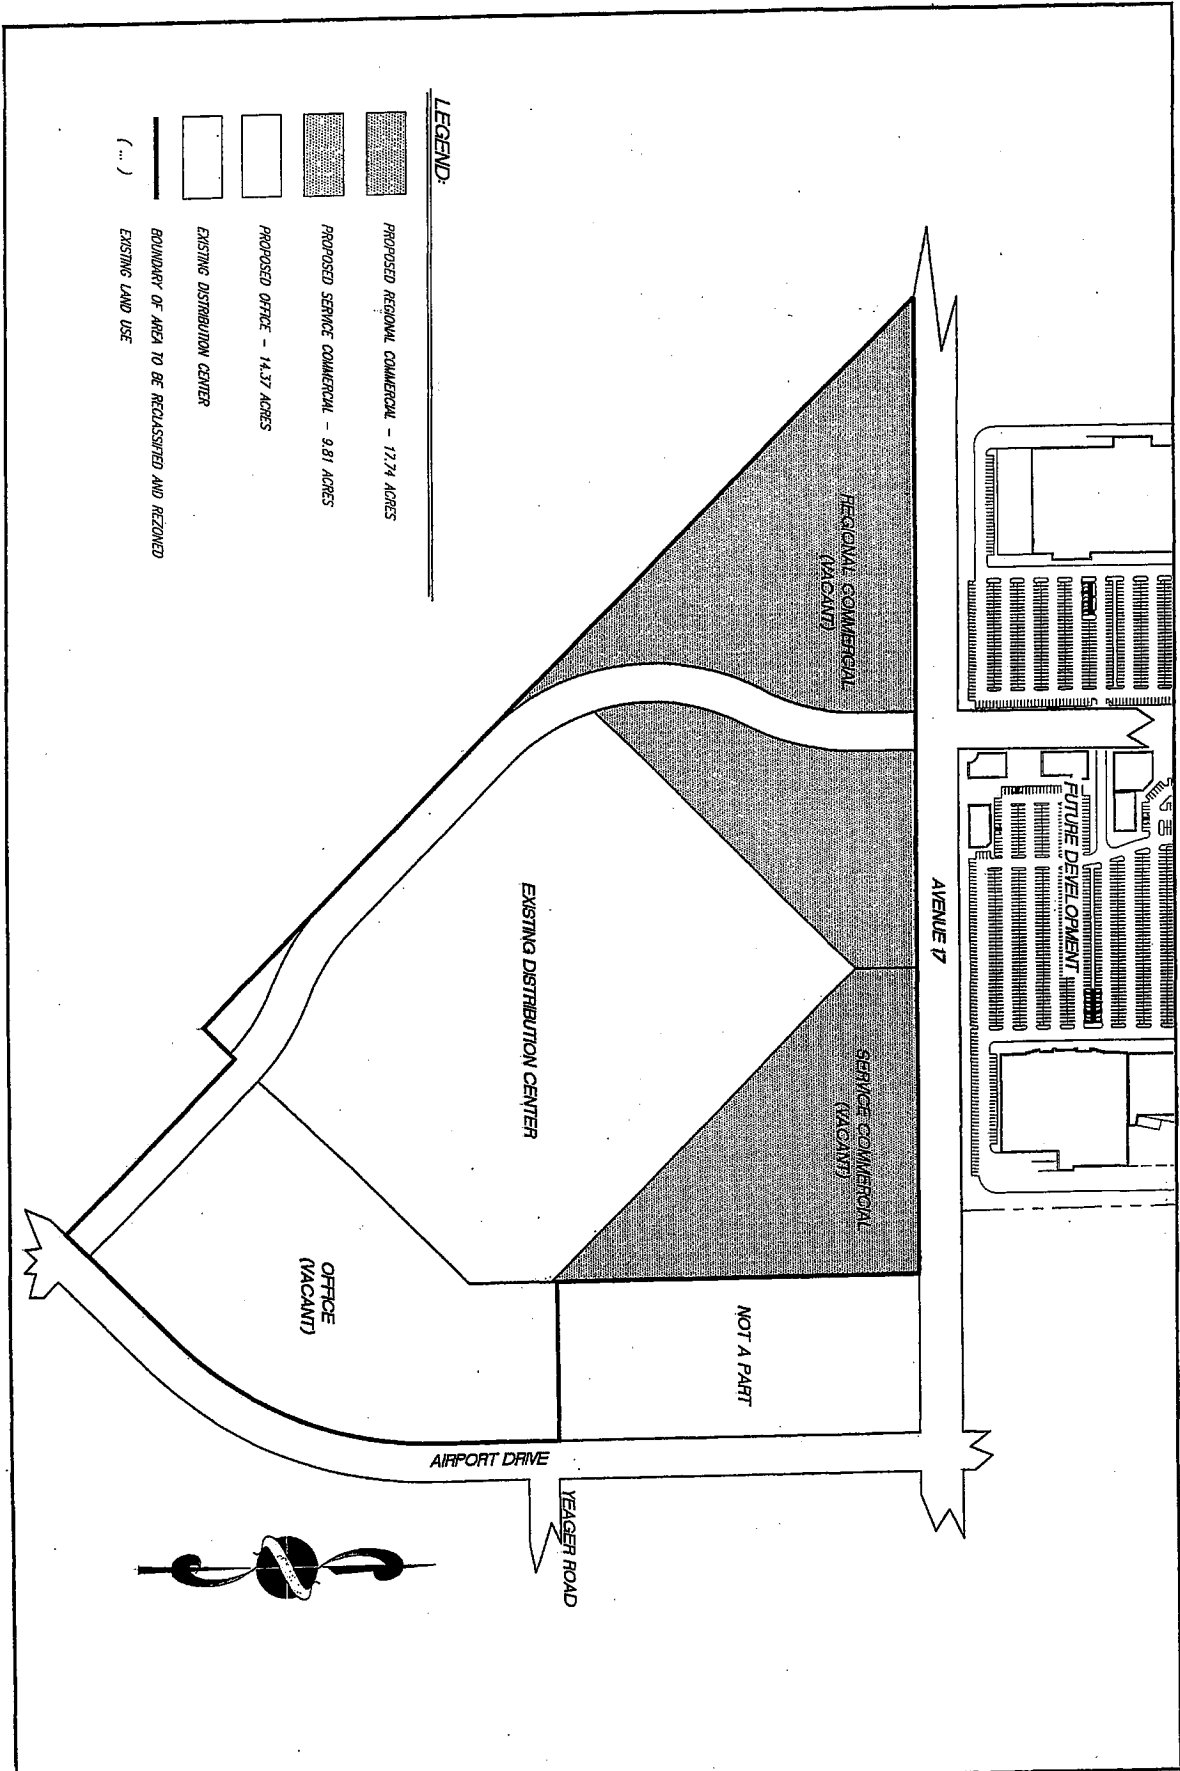 FUTURE DEVELOPMENT
AVENUE 17
REGIONAL COMMERCIAL
(VACANT)
SERVICE COMMERCIAL
(VACANT)
NOT A PART
EXISTING DISTRIBUTION CENTER
OFFICE
(VACANT)
AIRPORT DRIVE
YEAGER ROAD
LEGEND:
PROPOSED REGIONAL COMMERCIAL - 17.74 ACRES
PROPOSED SERVICE COMMERCIAL - 9.81 ACRES
PROPOSED OFFICE - 14.37 ACRES
EXISTING DISTRIBUTION CENTER
BOUNDARY OF AREA TO BE RECLASSIFIED AND REZONED
(...) EXISTING LAND USE